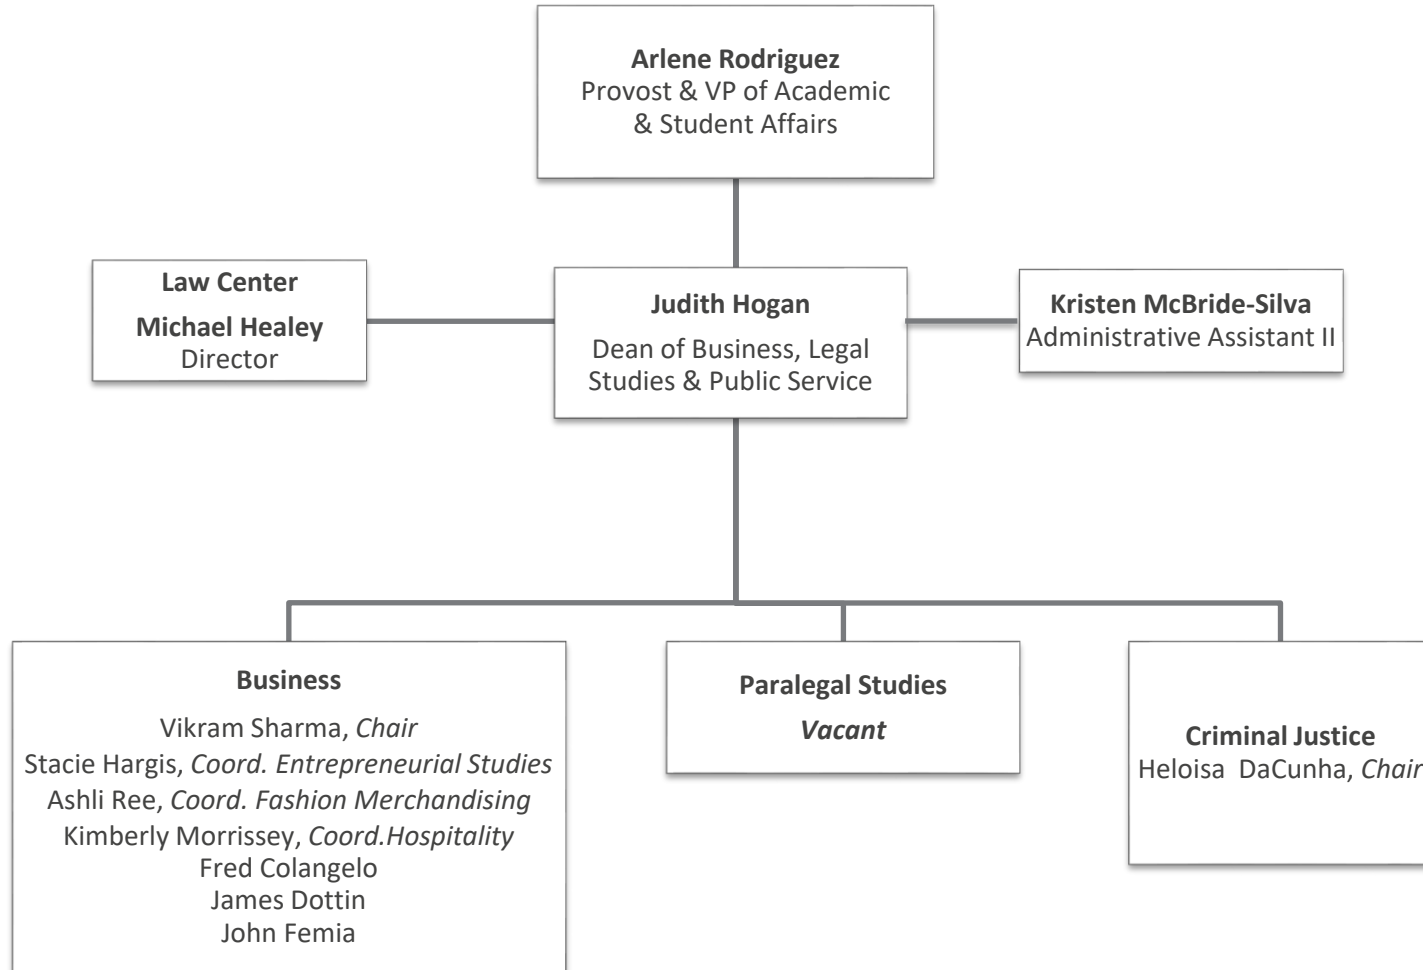 Arlene Rodriguez
Provost & VP of Academic
& Student Affairs
Law Center
Michael Healey
Director
Judith Hogan
Dean of Business, Legal
Studies & Public Service
Kristen McBride-Silva
Administrative Assistant II
Business
Vikram Sharma, Chair
Stacie Hargis, Coord. Entrepreneurial Studies
Ashli Ree, Coord. Fashion Merchandising
Kimberly Morrissey, Coord.Hospitality
Fred Colangelo
James Dottin
John Femia
Paralegal Studies
Vacant
Criminal Justice
Heloisa  DaCunha, Chair